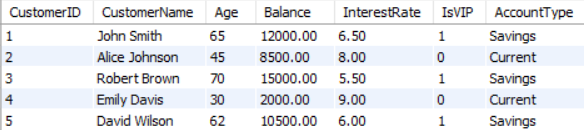 CustomerID CustomerName Age Balance InterestRate IsVIP AccountType
1 John Smith 65 12000.00 6.50 1 Savings
2 Alice Johnson 45 8500.00 8.00 0 Current
3 Robert Brown 70 15000.00 5.50 1 Savings
4 Emily Davis 30 2000.00 9.00 0 Current
5 David Wilson 62 10500.00 6.00 1 Savings